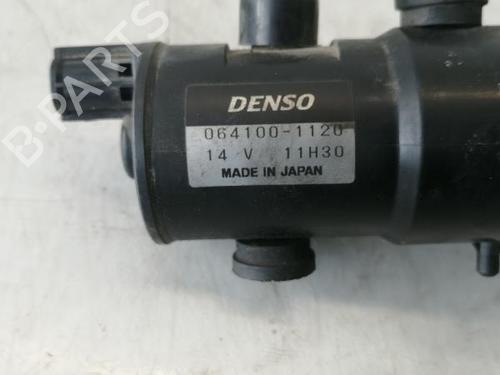 DENSO
064100-1120
14 V 11H30
MADE IN JAPAN
B-PARTS